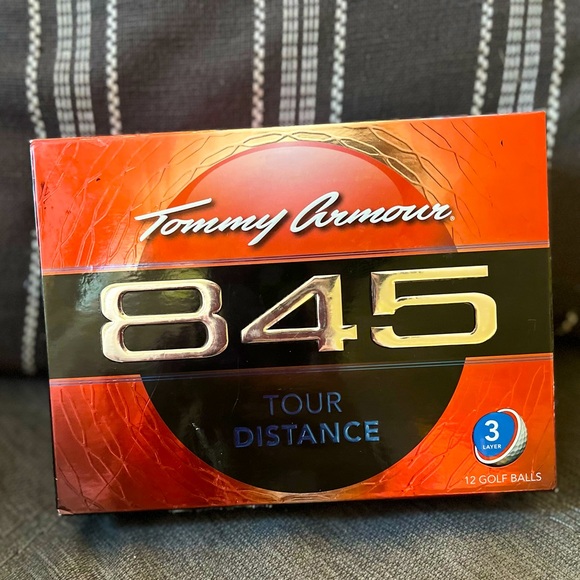 Tommy Armour®
845
TOUR
DISTANCE
3
LAYER
12 GOLF BALLS